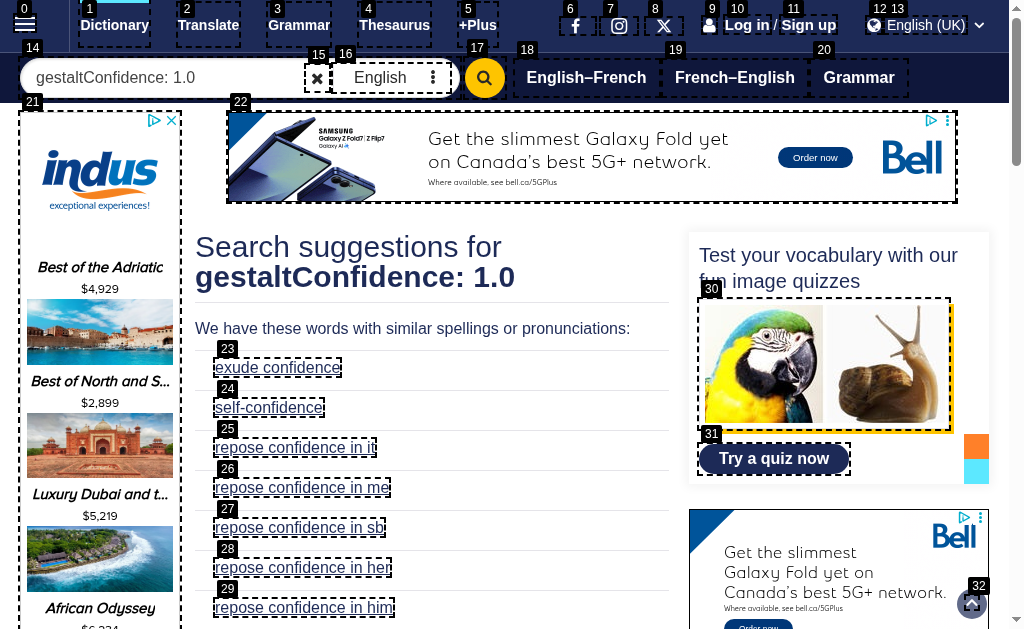 0
1
2
3
4
5
6
7
8
9
10
11
12
13
Dictionary
Translate
Grammar
Thesaurus
+Plus
Log in / Sign up
English (UK)
14
15
16
17
18
19
20
gestaltConfidence: 1.0
English
English–French
French–English
Grammar
21
22
indus
exceptional experiences!
Best of the Adriatic
$4,929
Best of North and S...
$2,899
Luxury Dubai and t...
$5,219
African Odyssey
SAMSUNG
Galaxy Z Fold7 | Z Flip7
Galaxy AI
Get the slimmest Galaxy Fold yet
on Canada's best 5G+ network.
Where available, see bell.ca/5GPlus
Order now
Bell
Search suggestions for
gestaltConfidence: 1.0
We have these words with similar spellings or pronunciations:
23
exude confidence
24
self-confidence
25
repose confidence in it
26
repose confidence in me
27
repose confidence in sb
28
repose confidence in her
29
repose confidence in him
Test your vocabulary with our
fun image quizzes
30
31
Try a quiz now
Bell
Get the slimmest
Galaxy Fold yet on
Canada's best 5G+ network.
Where available, see bell.ca/5GPlus
Order now
32